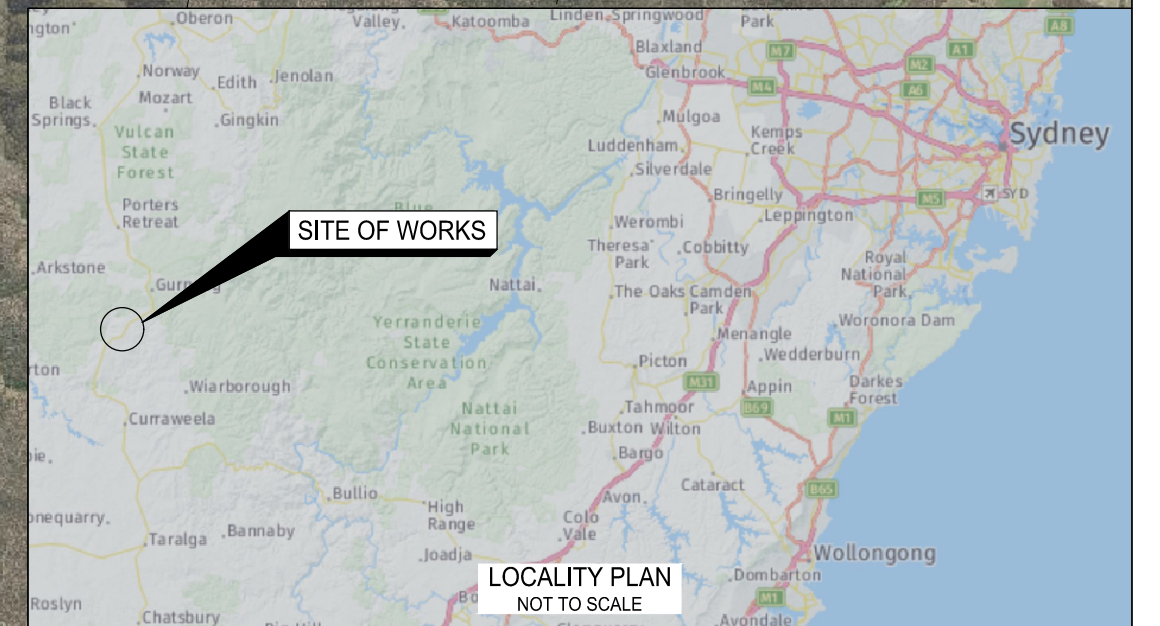 Oberon
Valley.
Katoomba
Linden
Springwood
Park
A8
ngton
Blaxland
M7
A1
Norway
Edith
Jenolan
Glenbrook
M4
M2
Mozart
A6
Black
Springs
Gingkin
Mulgoa
Vulcan
State
Forest
Kemps
Creek
Sydney
Luddenham
Silverdale
Porters
Retreat
Blue
Bringelly
M5
SYD
SITE OF WORKS
Werombi
Leppington
Theresa
Park
Cobbitty
Royal
National
Park
Arkstone
Nattai
The Oaks
Camden
Park
Yerranderie
State
Conservation
Area
Woronora Dam
Menangle
Wedderburn
rton
Picton
Wiarborough
M31
Appin
Darkes
Forest
Nattai
National
Park
Tahmoor
B69
M1
Curraweela
Buxton
Wilton
Bargo
Cataract
B65
Bullio
Avon
High
Range
Colo
Vale
onequarry
Taralga
Bannaby
Joadja
Wollongong
LOCALITY PLAN
NOT TO SCALE
Dombarton
M1
Roslyn
Chatsbury
Avondale